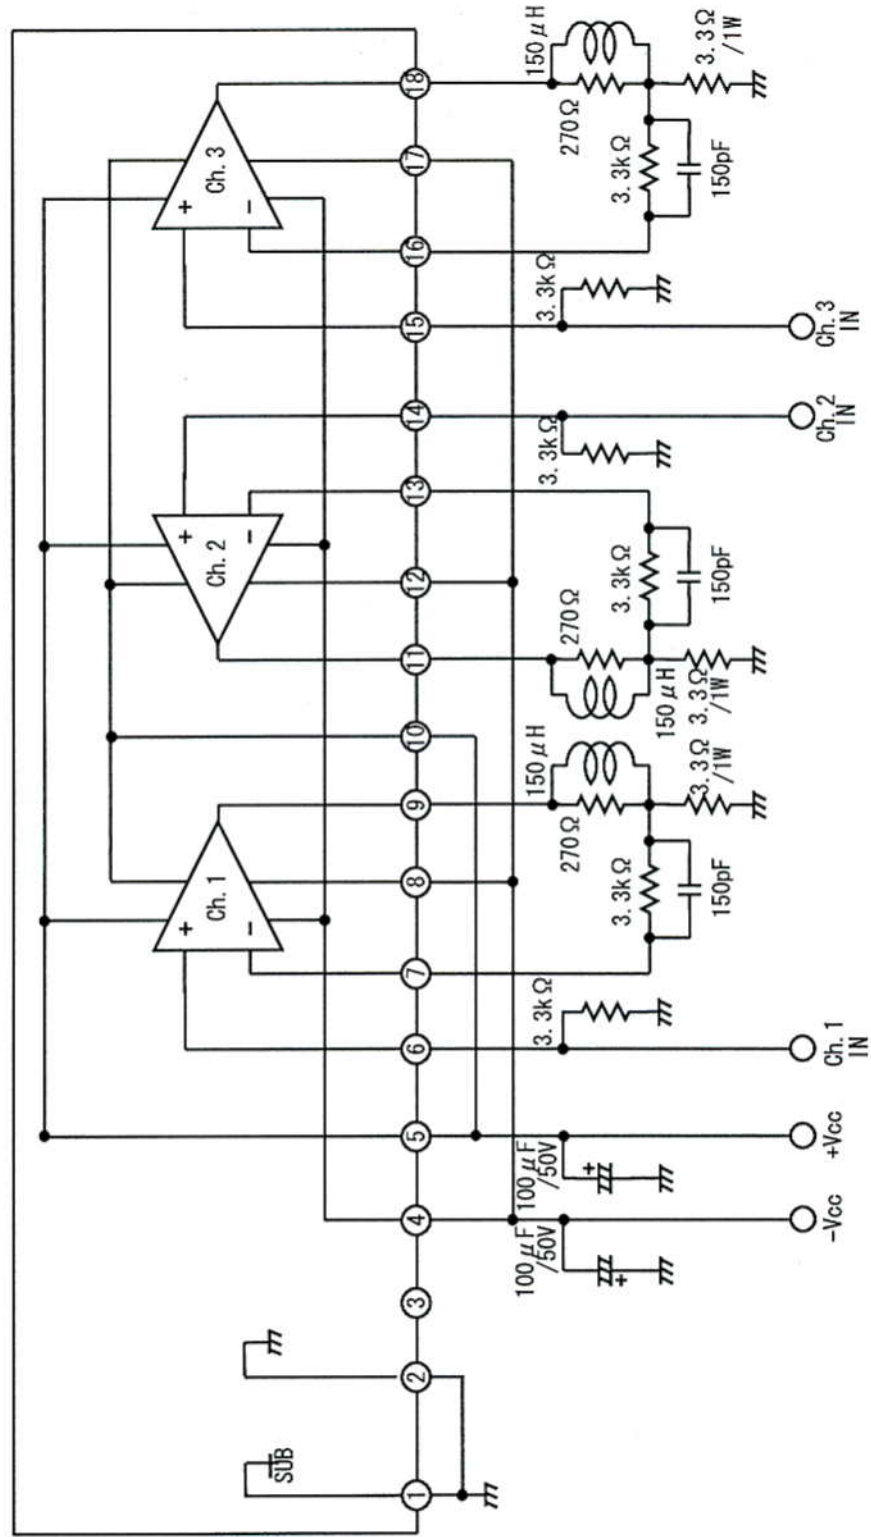 Ch. 1
Ch. 2
Ch. 3
+
−
+
−
+
−
SUB
1
2
3
4
5
6
7
8
9
10
11
12
13
14
15
16
17
18
100μF
/50V
+
100μF
/50V
+
3. 3kΩ
3. 3kΩ
150pF
270Ω
150μH
3. 3Ω
/1W
150μH
3. 3Ω
/1W
270Ω
3. 3kΩ
150pF
3. 3kΩ
3. 3kΩ
3. 3kΩ
150pF
270Ω
150μH
3. 3Ω
/1W
-Vcc
+Vcc
Ch. 1
IN
Ch. 2
IN
Ch. 3
IN